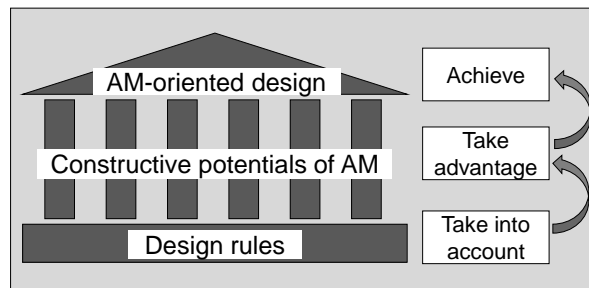 AM-oriented design
Constructive potentials of AM
Design rules
Achieve
Take
advantage
Take into
account